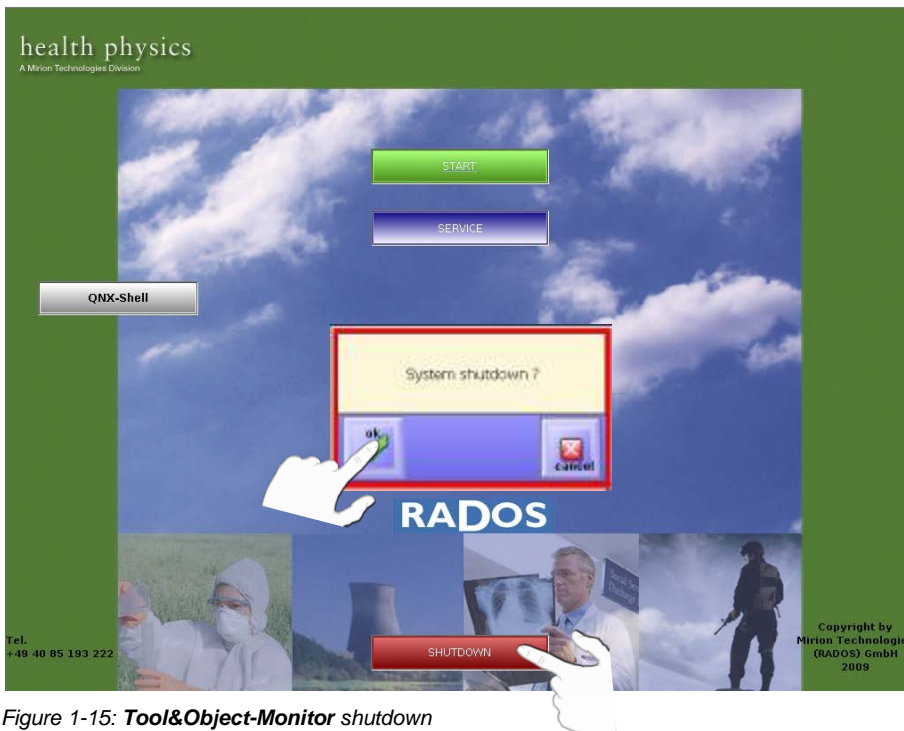 health physics
A Mirion Technologies Division
START
SERVICE
QNX-Shell
System shutdown ?
ok
cancel
RADOS
Discharge
Tel.
+49 40 85 193 222
SHUTDOWN
Copyright by
Mirion Technologie
(RADOS) GmbH
2009
Figure 1-15: Tool&Object-Monitor shutdown